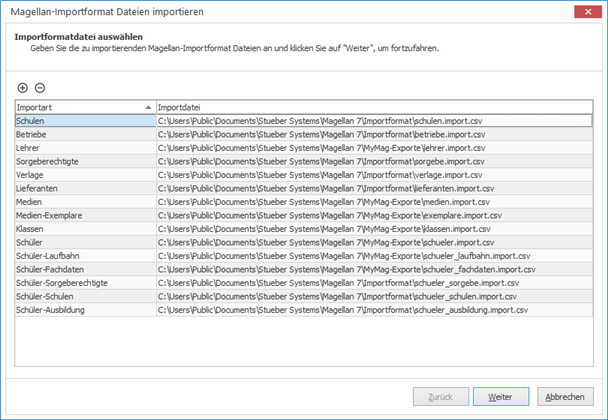 Magellan-Importformat Dateien importieren
Importformatdatei auswählen
Geben Sie die zu importierenden Magellan-Importformat Dateien an und klicken Sie auf "Weiter", um fortzufahren.
Importart Importdatei
Schulen C:\Users\Public\Documents\Stueber Systems\Magellan 7\Importformat\schulen.import.csv
Betriebe C:\Users\Public\Documents\Stueber Systems\Magellan 7\Importformat\betriebe.import.csv
Lehrer C:\Users\Public\Documents\Stueber Systems\Magellan 7\MyMag-Exporte\lehrer.import.csv
Sorgeberechtigte C:\Users\Public\Documents\Stueber Systems\Magellan 7\Importformat\sorgebe.import.csv
Verlage C:\Users\Public\Documents\Stueber Systems\Magellan 7\Importformat\verlage.import.csv
Lieferanten C:\Users\Public\Documents\Stueber Systems\Magellan 7\Importformat\lieferanten.import.csv
Medien C:\Users\Public\Documents\Stueber Systems\Magellan 7\MyMag-Exporte\medien.import.csv
Medien-Exemplare C:\Users\Public\Documents\Stueber Systems\Magellan 7\MyMag-Exporte\exemplare.import.csv
Klassen C:\Users\Public\Documents\Stueber Systems\Magellan 7\MyMag-Exporte\klassen.import.csv
Schüler C:\Users\Public\Documents\Stueber Systems\Magellan 7\MyMag-Exporte\schueler.import.csv
Schüler-Laufbahn C:\Users\Public\Documents\Stueber Systems\Magellan 7\MyMag-Exporte\schueler_laufbahn.import.csv
Schüler-Fachdaten C:\Users\Public\Documents\Stueber Systems\Magellan 7\MyMag-Exporte\schueler_fachdaten.import.csv
Schüler-Sorgeberechtigte C:\Users\Public\Documents\Stueber Systems\Magellan 7\Importformat\schueler_sorgebe.import.csv
Schüler-Schulen C:\Users\Public\Documents\Stueber Systems\Magellan 7\Importformat\schueler_schulen.import.csv
Schüler-Ausbildung C:\Users\Public\Documents\Stueber Systems\Magellan 7\Importformat\schueler_ausbildung.import.csv
Zurück Weiter Abbrechen